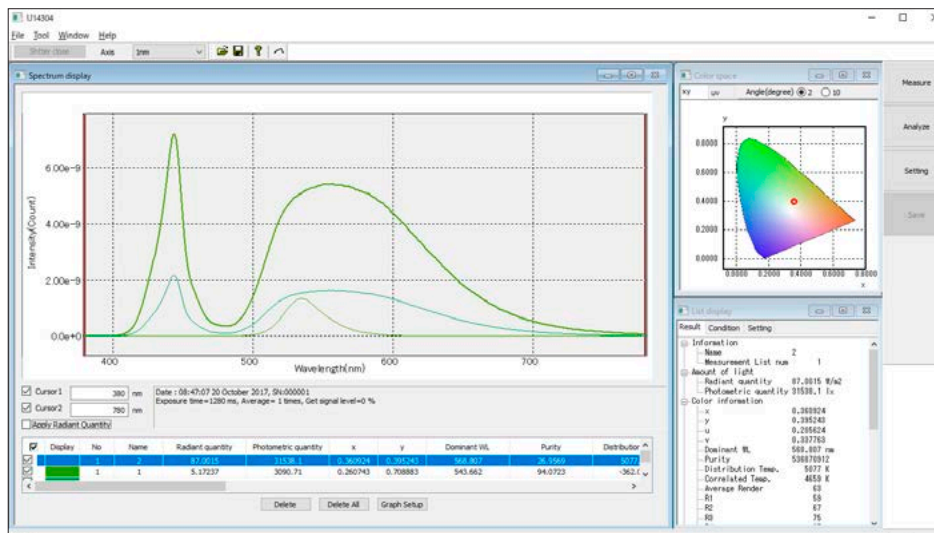 IJ14304
File Tool Window Help
Shutter close Axis 1nm
Spectrum display
Intensity(Count)
6.00e-9
4.00e-9
2.00e-9
0.00e+0
400 500 600 700
Wavelength(nm)
Cursor1 380 nm
Cursor2 780 nm
Apply Radiant Quantity
Date : 08:47:07 20 October 2017, SN:000001
Exposure time=1280 ms, Average= 1 times, Get signal level=0 %
Display No Name Radiant quantity Photometric quantity x y Dominant WL Purity Distribution
1 2 87.0015 31538.1 0.360924 0.395243 568.807 26.9569 5077
1 1 5.17237 3090.71 0.260743 0.708883 543.662 94.0723 -362.0
Delete Delete All Graph Setup
Color space
xy uv Angle(degree) 2 10
y
0.8000
0.6000
0.4000
0.2000
0.0000
0.0000 0.2000 0.4000 0.6000 0.8000
x
List display
Result Condition Setting
Information
Name 2
Measurement List num 1
Amount of light
Radiant quantity 87.0015 W/m2
Photometric quantity 31538.1 lx
Color information
x 0.360924
y 0.395243
u 0.205624
v 0.337763
Dominant WL 568.807 nm
Purity 536870912
Distribution Temp. 5077 K
Correlated Temp. 4659 K
Average Render 63
R1 58
R2 67
R3 75
Measure
Analyze
Setting
Save